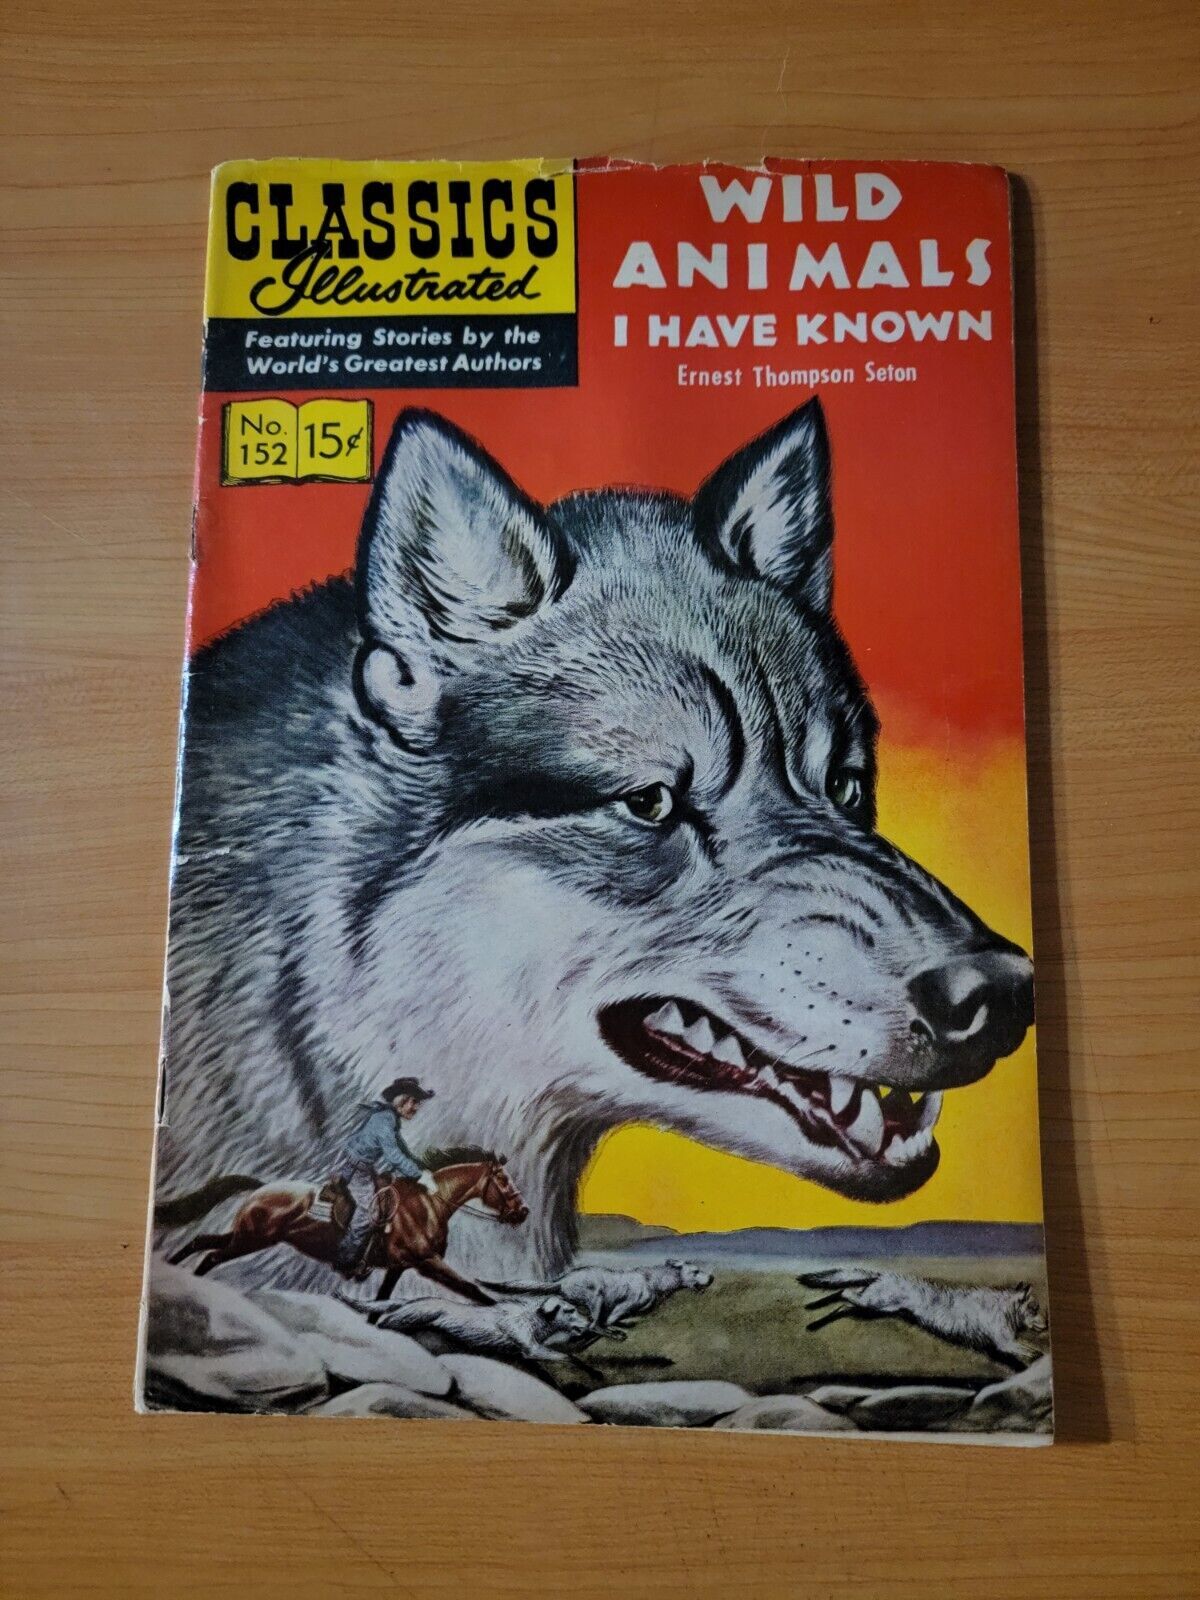 CLASSICS
Illustrated
Featuring Stories by the
World's Greatest Authors
No.
152
15¢
WILD
ANIMALS
I HAVE KNOWN
Ernest Thompson Seton